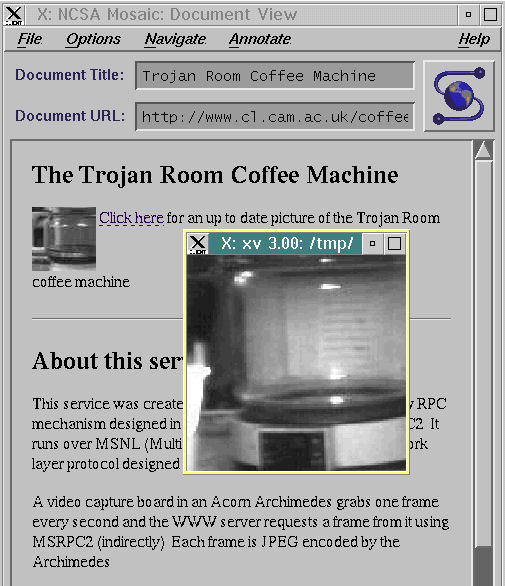 X: NCSA Mosaic: Document View
File Options Navigate Annotate Help
Document Title: Trojan Room Coffee Machine
Document URL: http://www.cl.cam.ac.uk/coffee
The Trojan Room Coffee Machine
Click here for an up to date picture of the Trojan Room
coffee machine
X: xv 3.00: /tmp/
About this ser
This service was create RPC
mechanism designed in C2. It
runs over MSNL (Multi ork
layer protocol designed
A video capture board in an Acorn Archimedes grabs one frame
every second and the WWW server requests a frame from it using
MSRPC2 (indirectly). Each frame is JPEG encoded by the
Archimedes